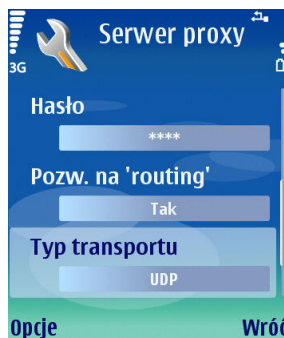 Serwer proxy
3G
Hasło
****
Pozw. na 'routing'
Tak
Typ transportu
UDP
Opcje
Wróć